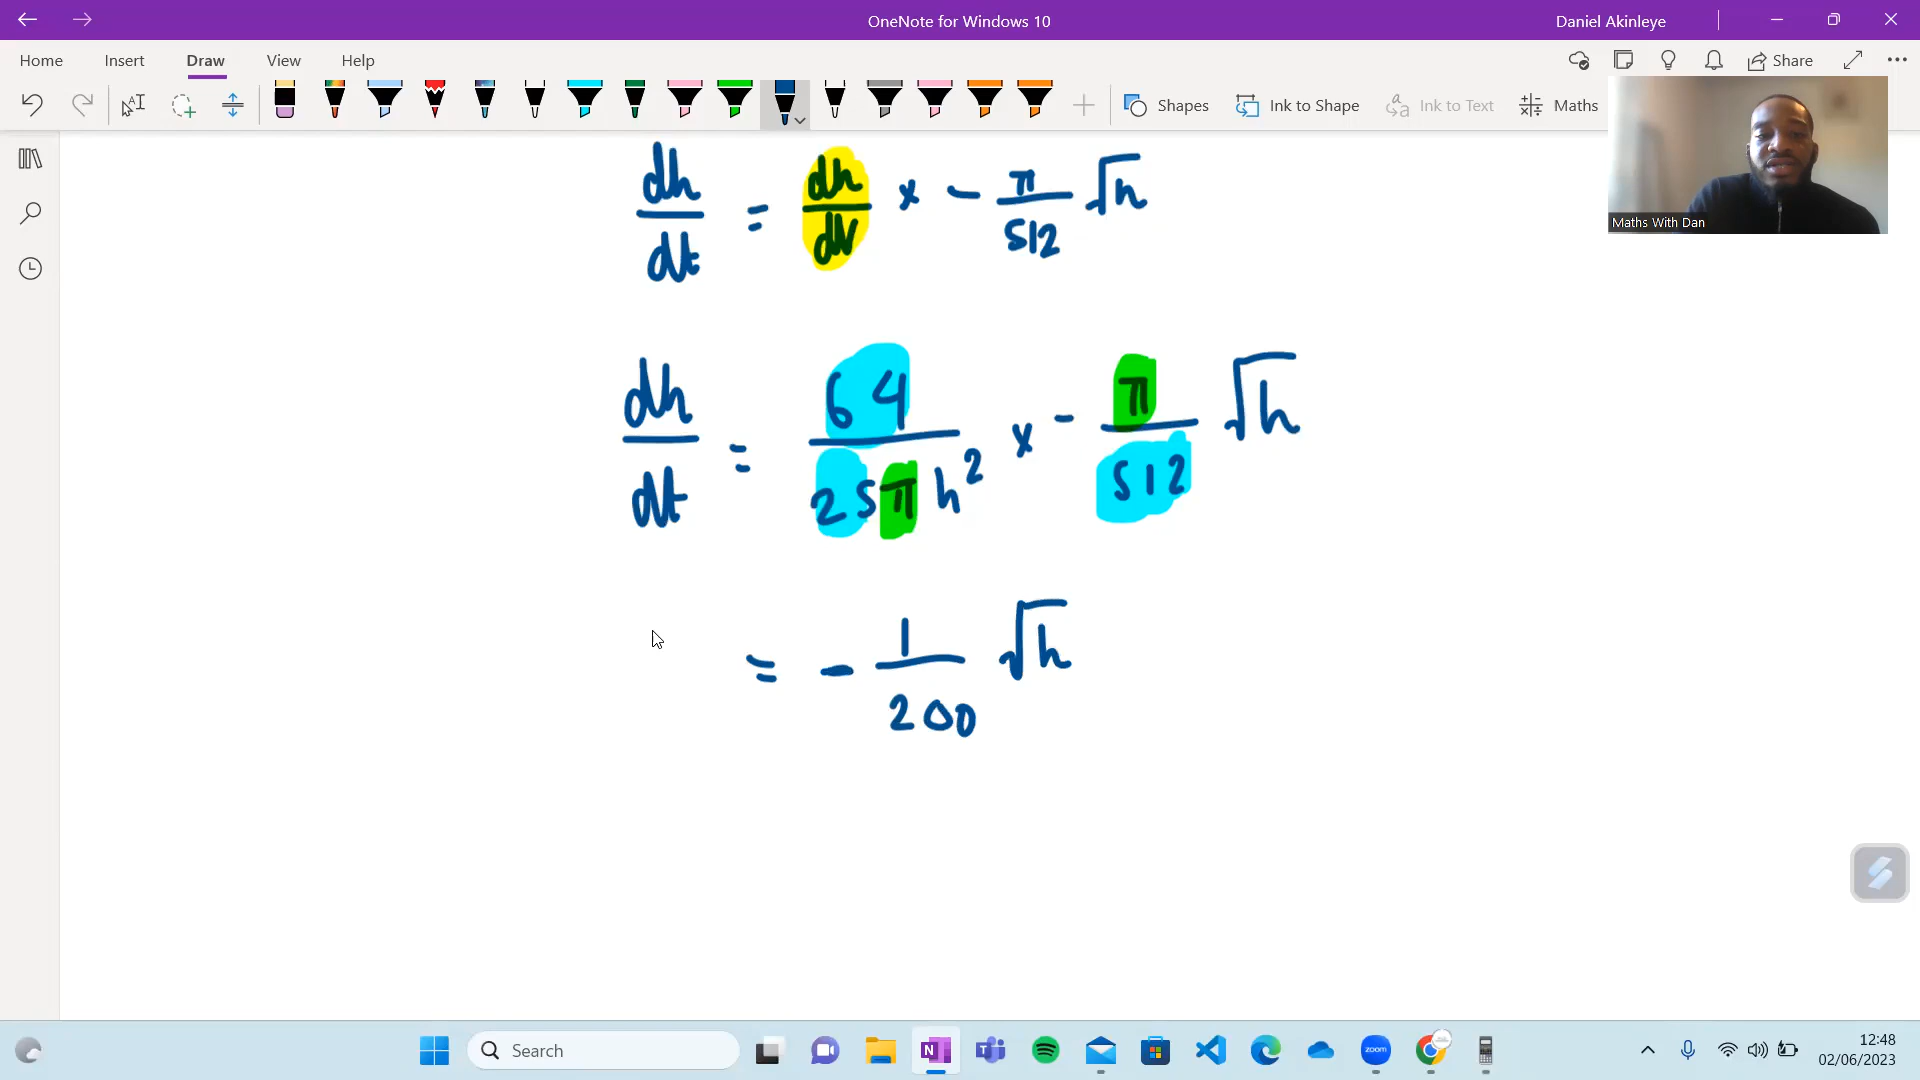 OneNote for Windows 10
Daniel Akinleye
Home Insert Draw View Help
Share
Shapes Ink to Shape Ink to Text Maths
Maths With Dan
dh/dt = dh/dV × - π/512 √h
dh/dt = 64/25πh² × - π/512 √h
= - 1/200 √h
Search
zoom
12:48
02/06/2023